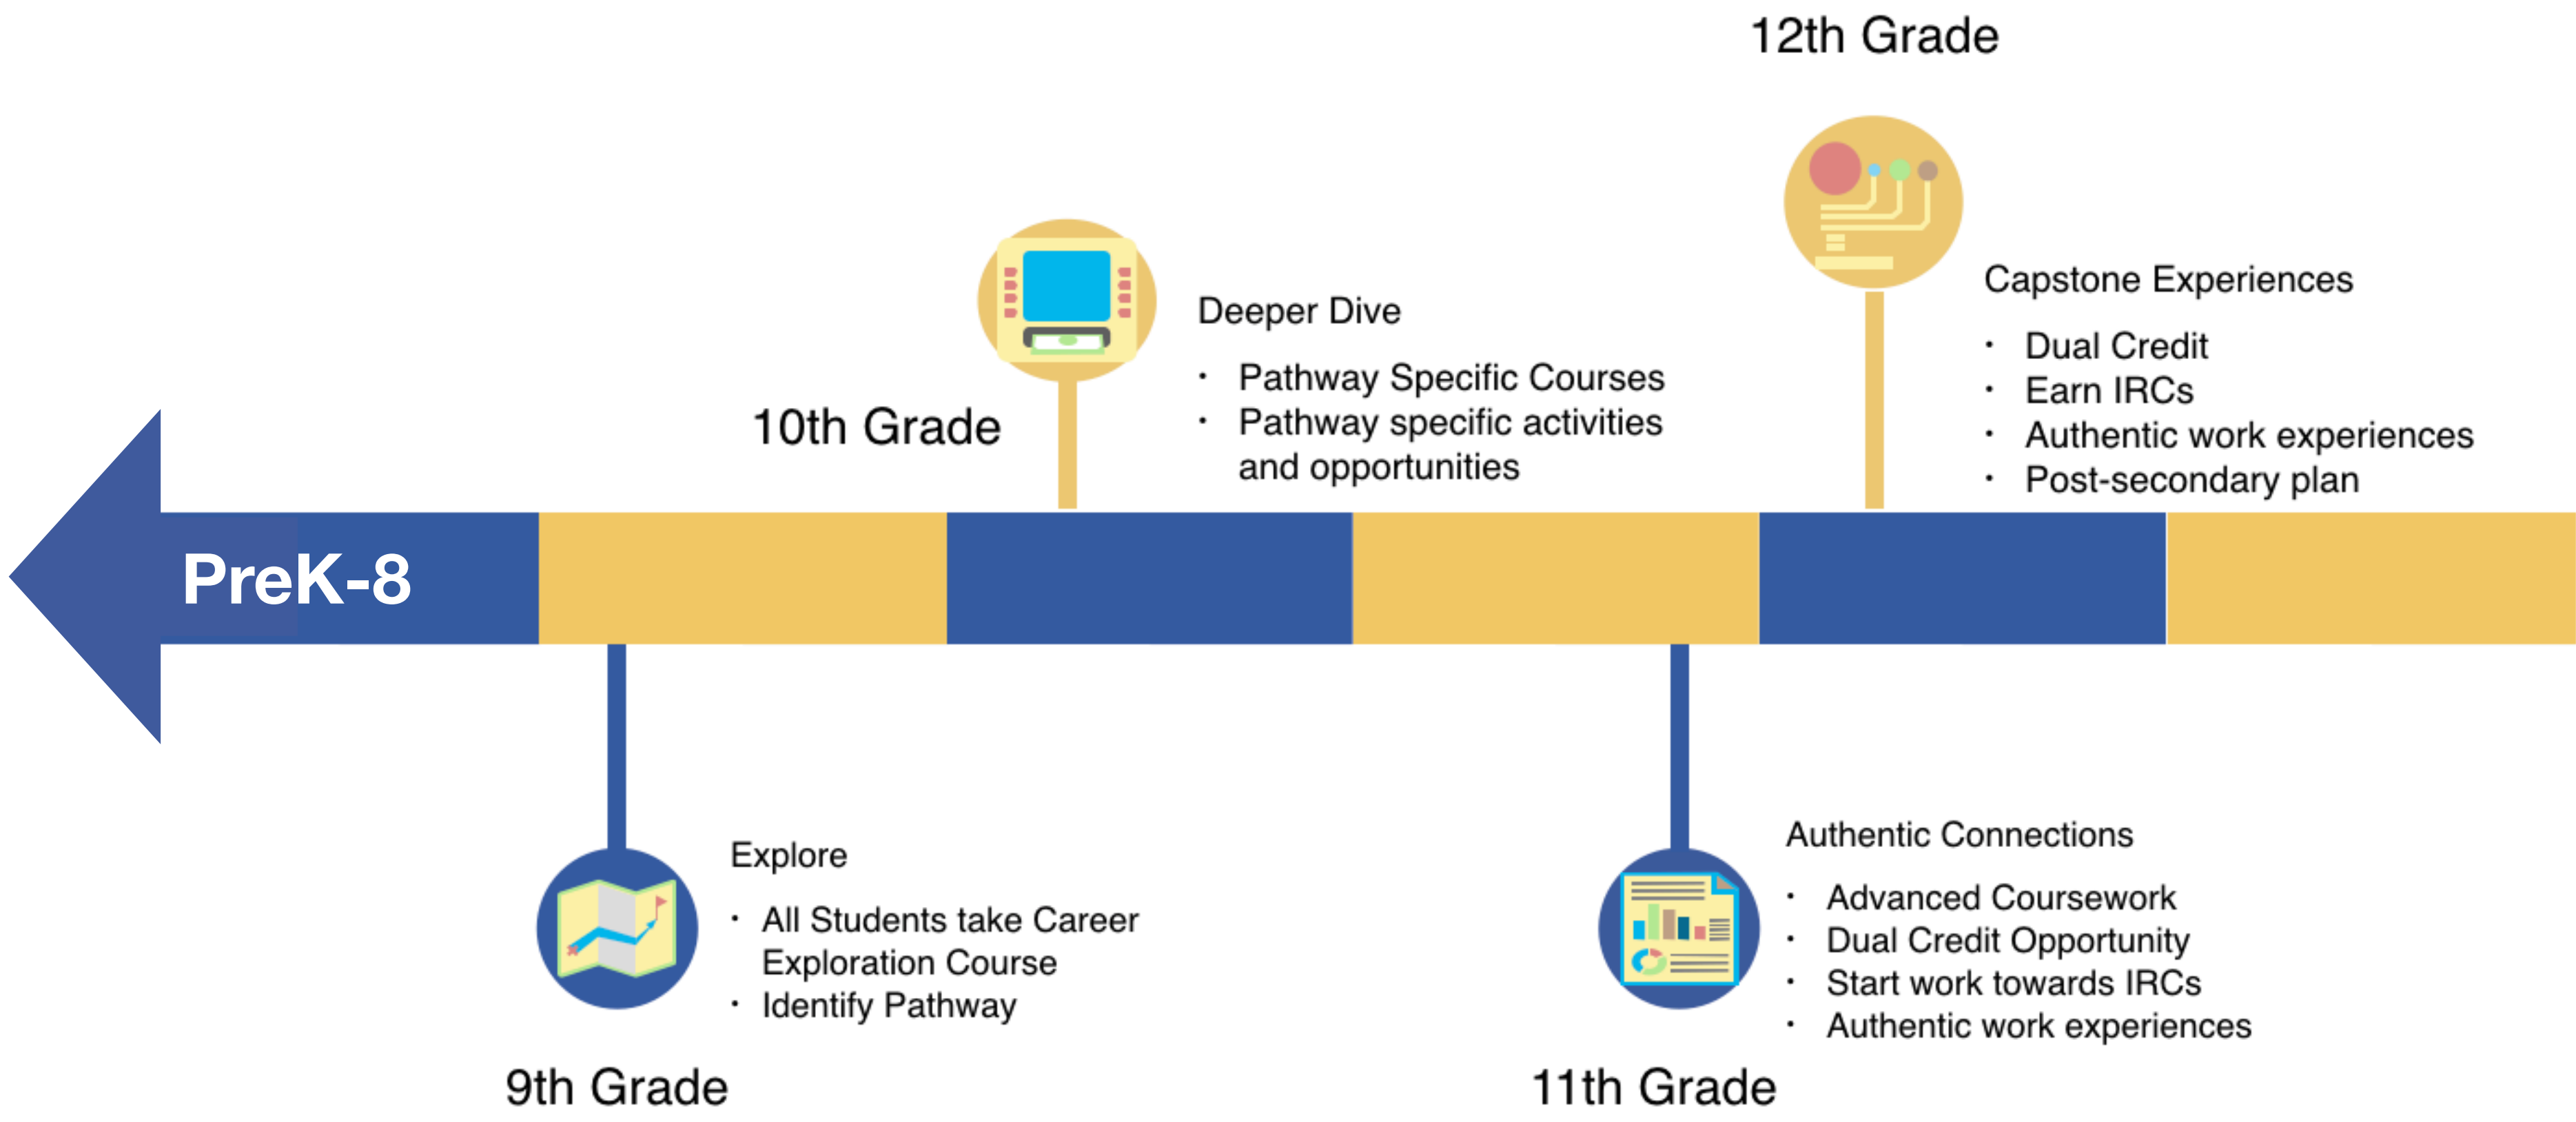 12th Grade
Capstone Experiences
· Dual Credit
· Earn IRCs
· Authentic work experiences
· Post-secondary plan
10th Grade
Deeper Dive
· Pathway Specific Courses
· Pathway specific activities
and opportunities
PreK-8
Explore
· All Students take Career
Exploration Course
· Identify Pathway
9th Grade
Authentic Connections
· Advanced Coursework
· Dual Credit Opportunity
· Start work towards IRCs
· Authentic work experiences
11th Grade